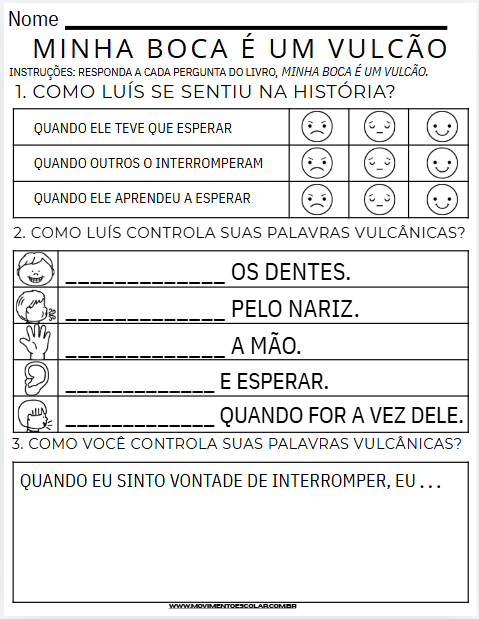 Nome
MINHA BOCA É UM VULCÃO
INSTRUÇÕES: RESPONDA A CADA PERGUNTA DO LIVRO, MINHA BOCA É UM VULCÃO.
1. COMO LUÍS SE SENTIU NA HISTÓRIA?
QUANDO ELE TEVE QUE ESPERAR
QUANDO OUTROS O INTERROMPERAM
QUANDO ELE APRENDEU A ESPERAR
2. COMO LUÍS CONTROLA SUAS PALAVRAS VULCÂNICAS?
_____________ OS DENTES.
_____________ PELO NARIZ.
_____________ A MÃO.
____________ E ESPERAR.
____________ QUANDO FOR A VEZ DELE.
3. COMO VOCÊ CONTROLA SUAS PALAVRAS VULCÂNICAS?
QUANDO EU SINTO VONTADE DE INTERROMPER, EU . . .
WWW.MOVIMENTOESCOLAR.COM.BR